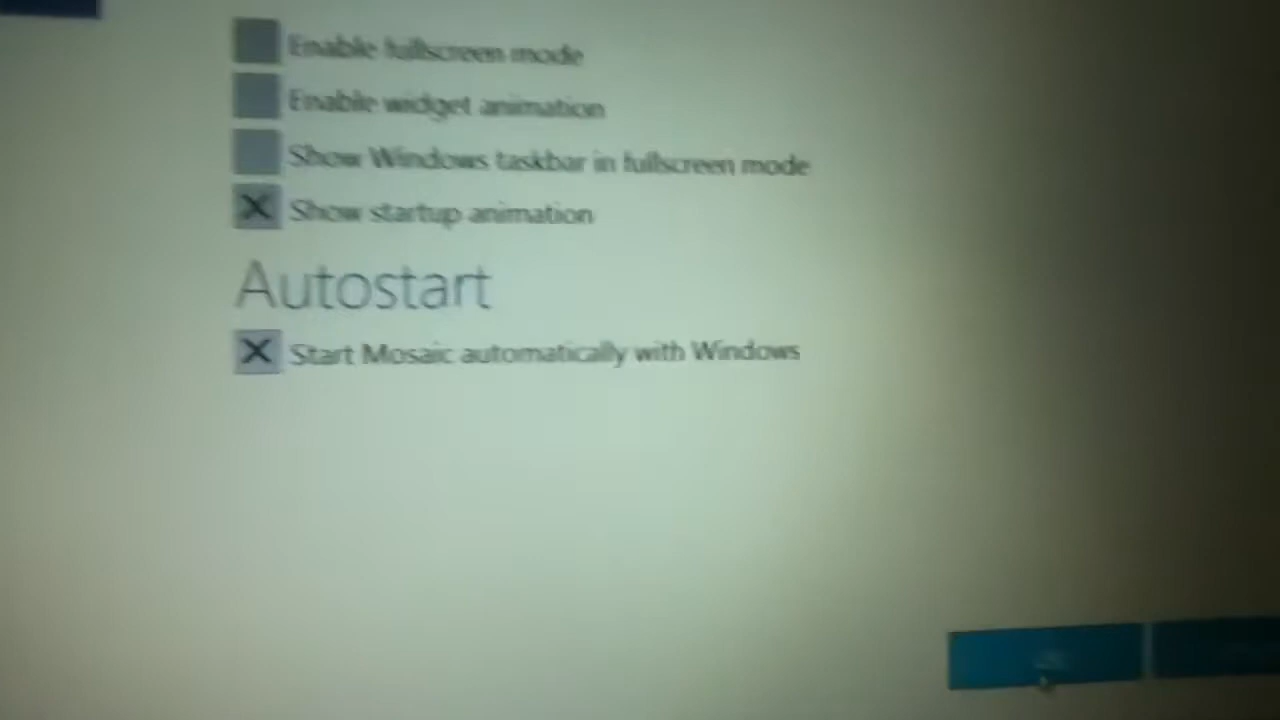 Enable fullscreen mode
Enable widget animation
Show Windows taskbar in fullscreen mode
Show startup animation
Autostart
Start Mosaic automatically with Windows